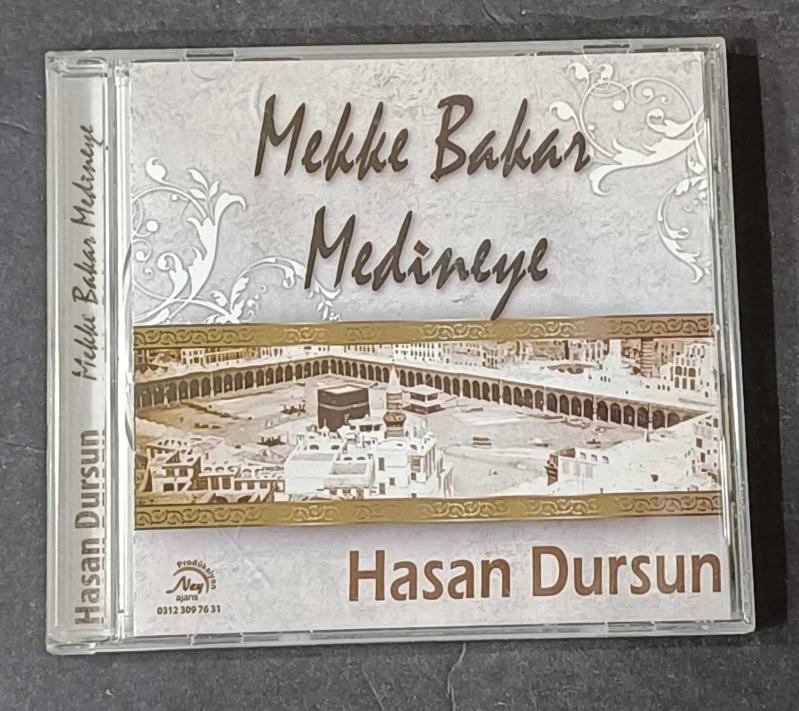 Mekke Bakar
Medineye
Hasan Dursun
Prodüksiyon
Ney
ajans
0312 309 76 31
Hasan Dursun Mekke Bakar Medineye